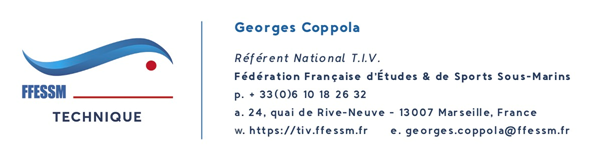 FFESSM
TECHNIQUE
Georges Coppola
Référent National T.I.V.
Fédération Française d'Études & de Sports Sous-Marins
p. + 33(0)6 10 18 26 32
a. 24, quai de Rive-Neuve - 13007 Marseille, France
w. https://tiv.ffessm.fr e. georges.coppola@ffessm.fr